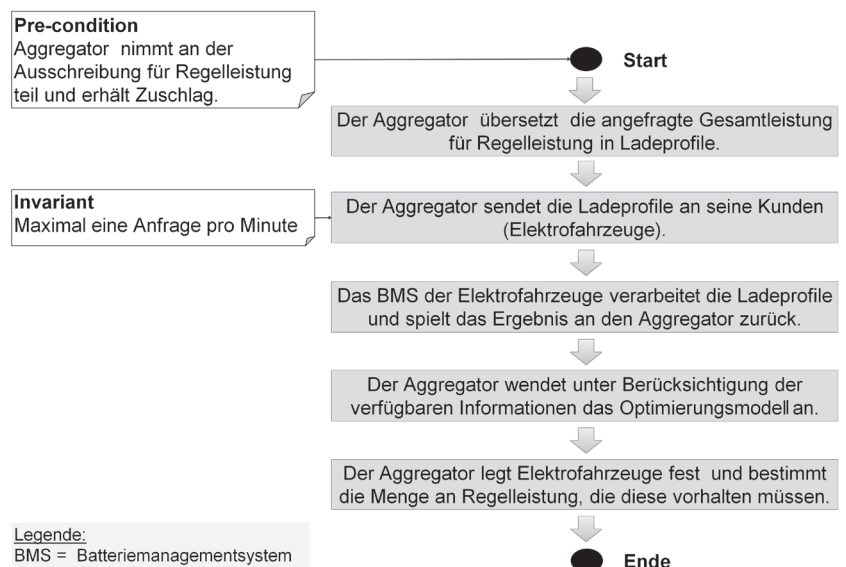 Pre-condition
Aggregator nimmt an der
Ausschreibung für Regelleistung
teil und erhält Zuschlag.
Start
Der Aggregator übersetzt die angefragte Gesamtleistung
für Regelleistung in Ladeprofile.
Invariant
Maximal eine Anfrage pro Minute
Der Aggregator sendet die Ladeprofile an seine Kunden
(Elektrofahrzeuge).
Das BMS der Elektrofahrzeuge verarbeitet die Ladeprofile
und spielt das Ergebnis an den Aggregator zurück.
Der Aggregator wendet unter Berücksichtigung der
verfügbaren Informationen das Optimierungsmodell an.
Der Aggregator legt Elektrofahrzeuge fest und bestimmt
die Menge an Regelleistung, die diese vorhalten müssen.
Legende:
BMS = Batteriemanagementsystem
Ende